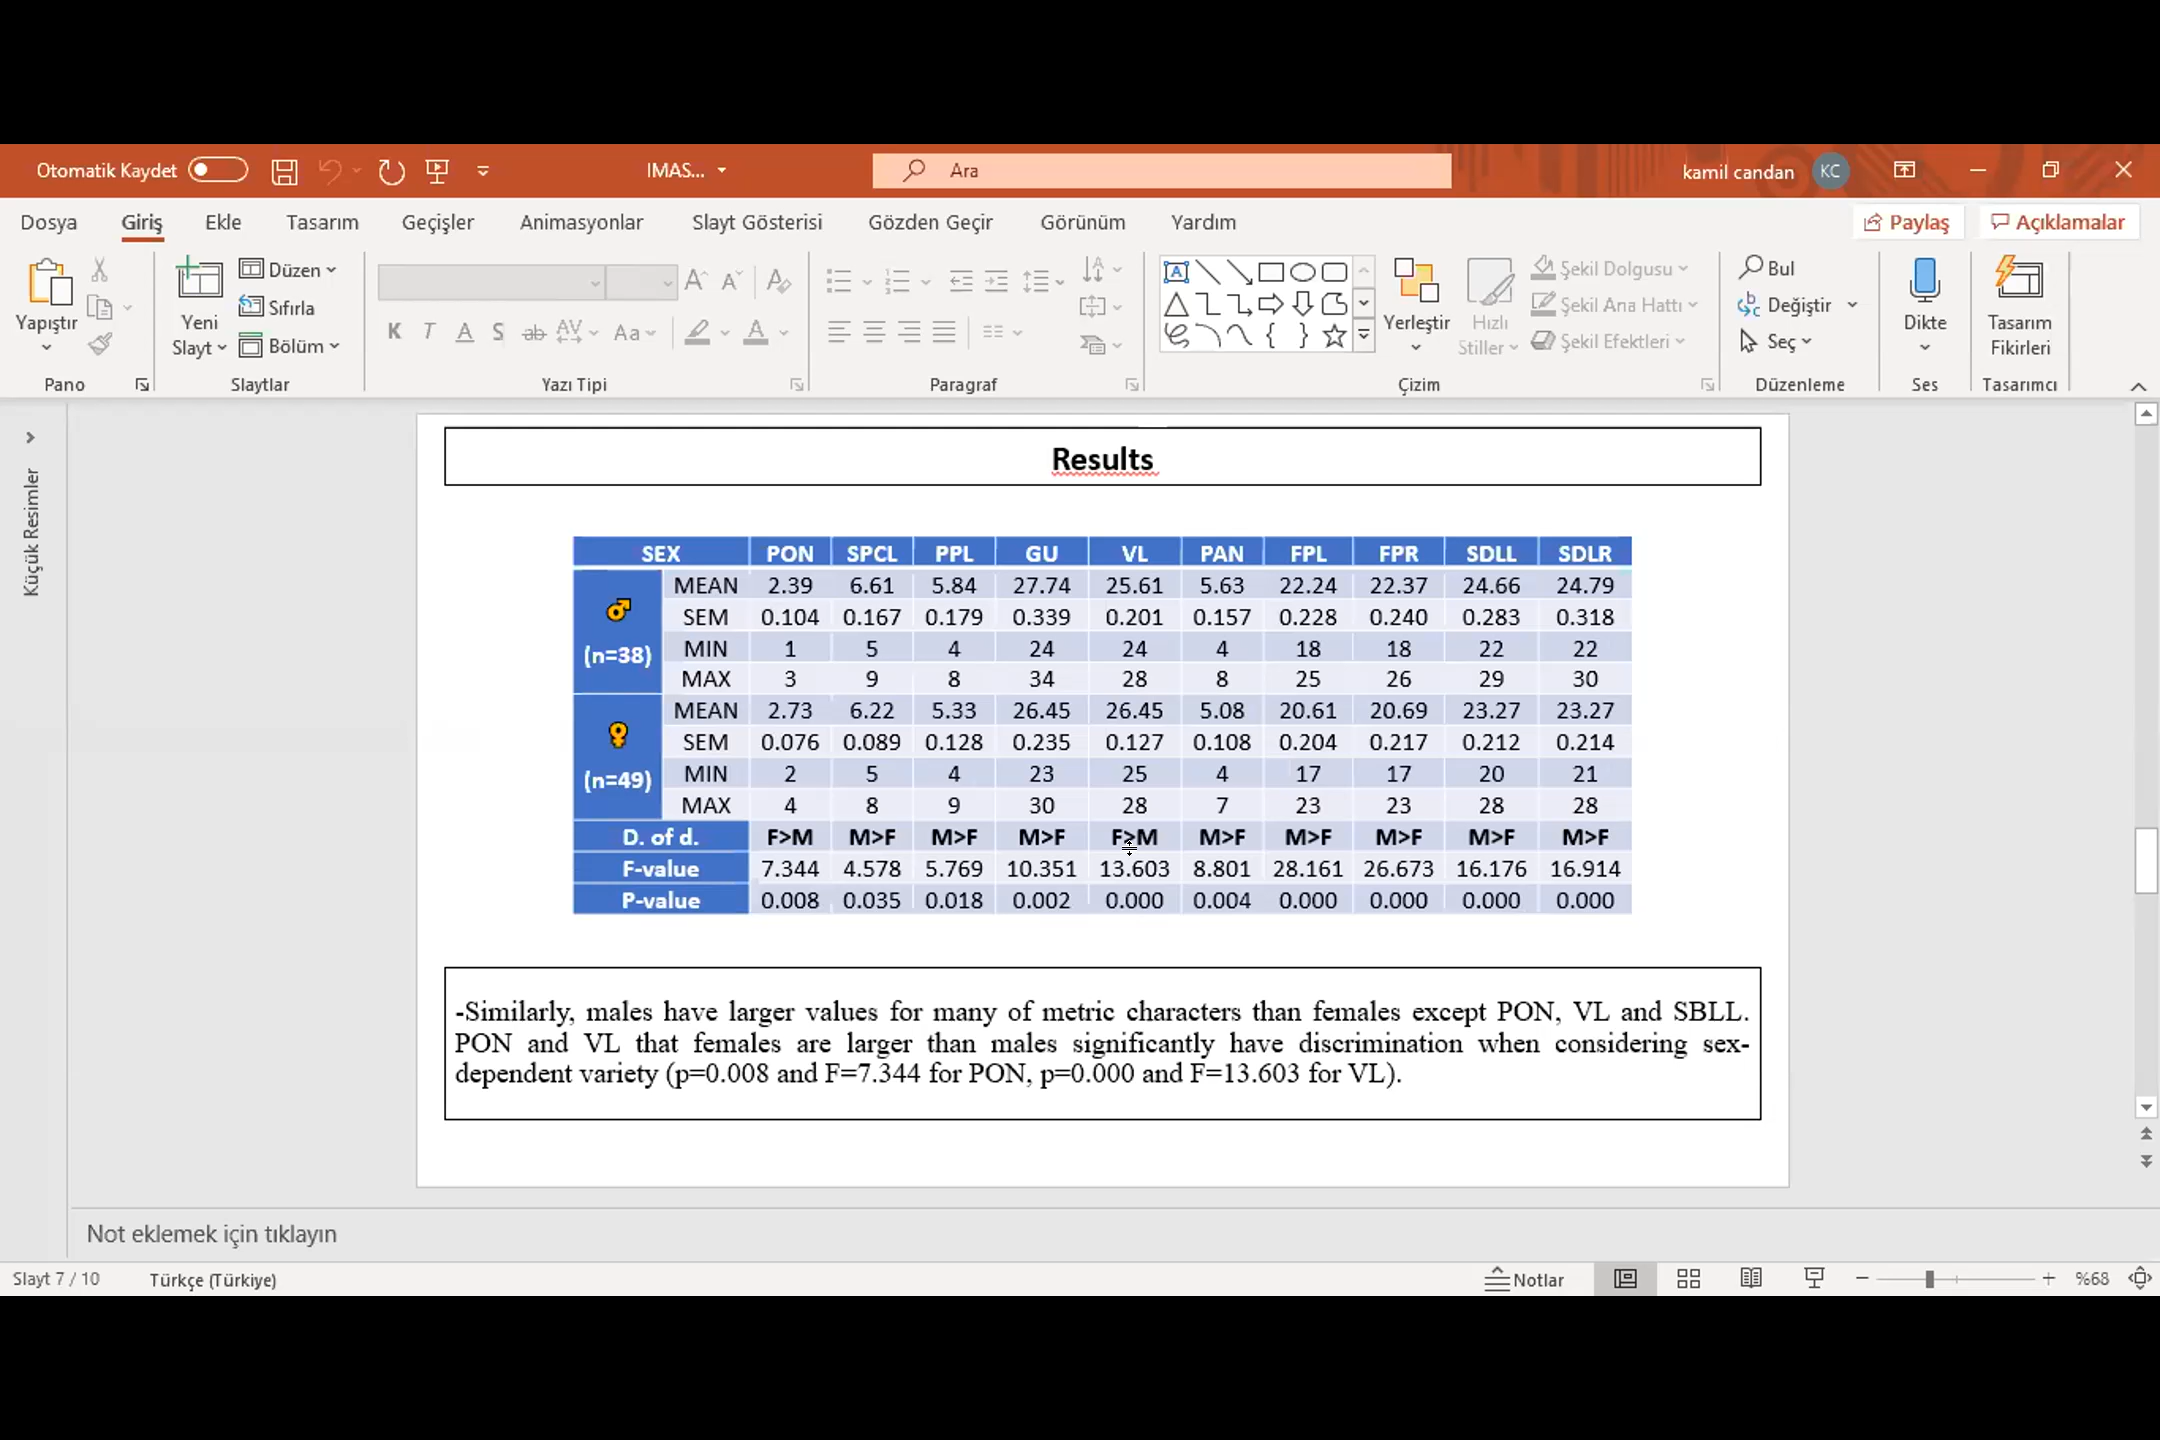 Otomatik Kaydet IMAS... Ara kamil candan KC
Dosya Giriş Ekle Tasarım Geçişler Animasyonlar Slayt Gösterisi Gözden Geçir Görünüm Yardım Paylaş Açıklamalar
Yapıştır Yeni Slayt Düzen Sıfırla Bölüm
K T A S ab AV Aa A
Yerleştir Hızlı Stiller Şekil Dolgusu Şekil Ana Hattı Şekil Efektleri
Bul Değiştir Seç Dikte Tasarım Fikirleri
Pano Slaytlar Yazı Tipi Paragraf Çizim Düzenleme Ses Tasarımcı
Küçük Resimler
Results
SEX PON SPCL PPL GU VL PAN FPL FPR SDLL SDLR
♂ (n=38)
MEAN 2.39 6.61 5.84 27.74 25.61 5.63 22.24 22.37 24.66 24.79
SEM 0.104 0.167 0.179 0.339 0.201 0.157 0.228 0.240 0.283 0.318
MIN 1 5 4 24 24 4 18 18 22 22
MAX 3 9 8 34 28 8 25 26 29 30
♀ (n=49)
MEAN 2.73 6.22 5.33 26.45 26.45 5.08 20.61 20.69 23.27 23.27
SEM 0.076 0.089 0.128 0.235 0.127 0.108 0.204 0.217 0.212 0.214
MIN 2 5 4 23 25 4 17 17 20 21
MAX 4 8 9 30 28 7 23 23 28 28
D. of d. F>M M>F M>F M>F F>M M>F M>F M>F M>F M>F
F-value 7.344 4.578 5.769 10.351 13.603 8.801 28.161 26.673 16.176 16.914
P-value 0.008 0.035 0.018 0.002 0.000 0.004 0.000 0.000 0.000 0.000
-Similarly, males have larger values for many of metric characters than females except PON, VL and SBLL.
PON and VL that females are larger than males significantly have discrimination when considering sex-
dependent variety (p=0.008 and F=7.344 for PON, p=0.000 and F=13.603 for VL).
Not eklemek için tıklayın
Slayt 7 / 10 Türkçe (Türkiye) Notlar %68